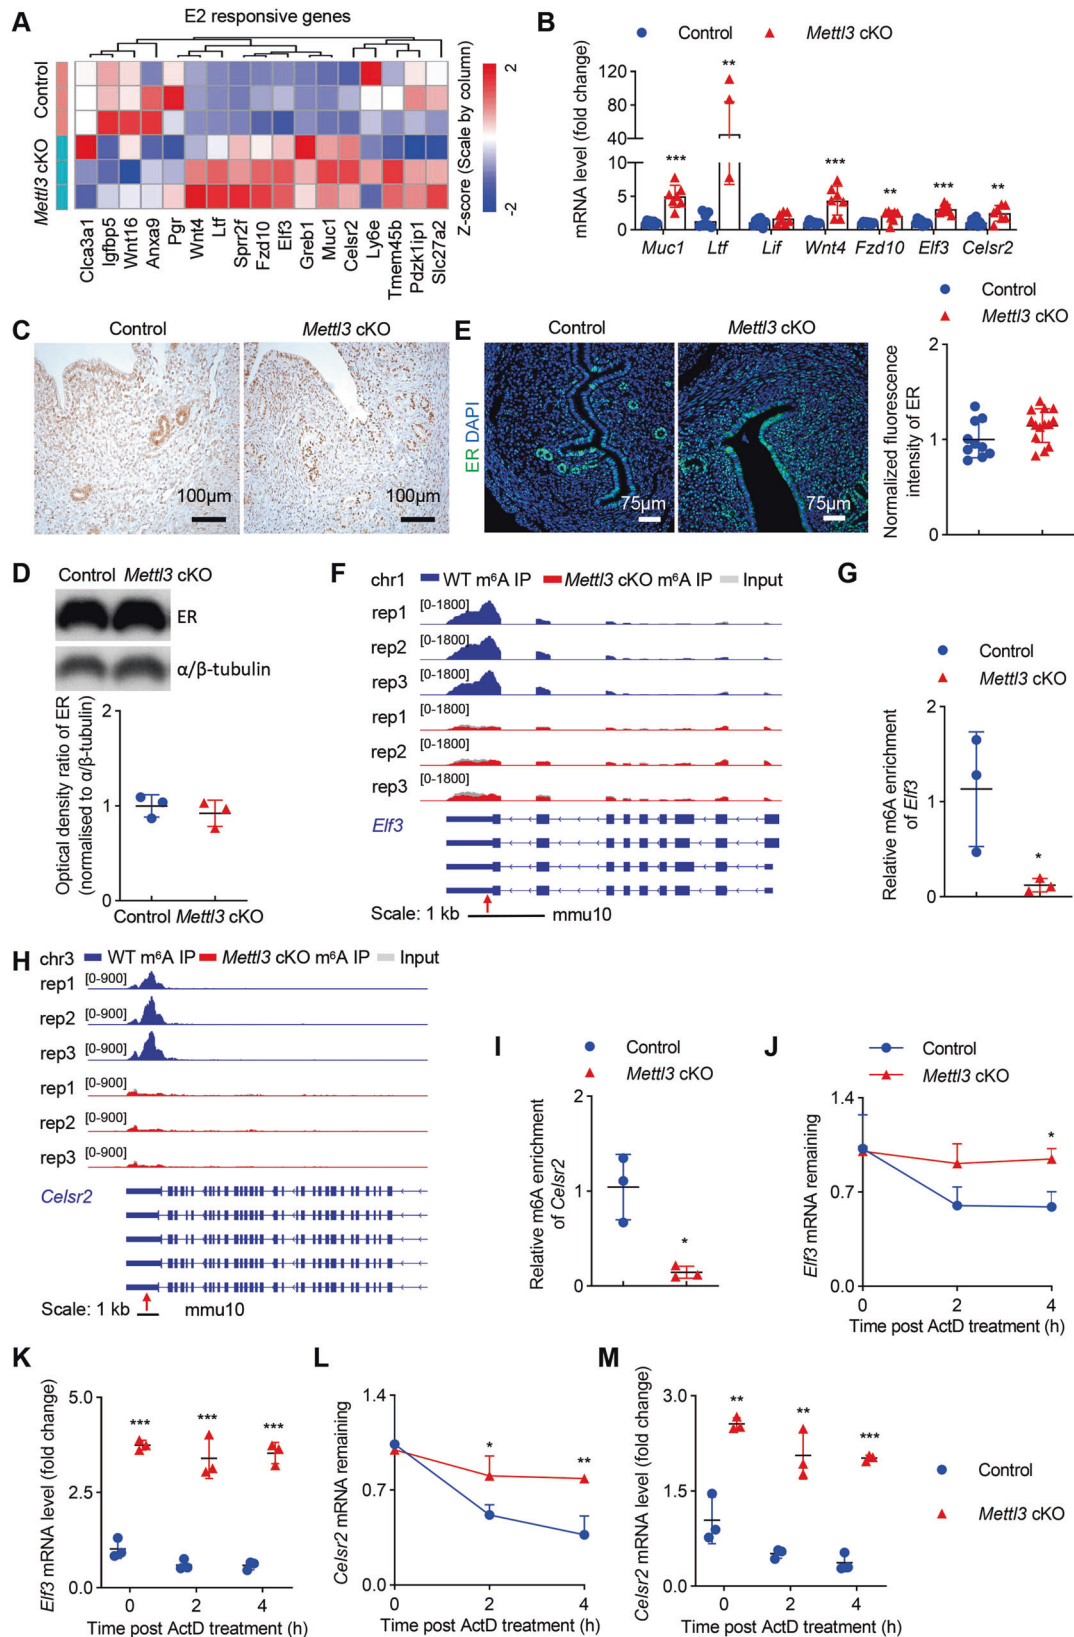 A
E2 responsive genes
Control
Mettl3 cKO
2
-2
Z-score (Scale by column)
Clca3a1
Igfbp5
Wnt16
Anxa9
Pgr
Wnt4
Ltf
Sprr2f
Fzd10
Elf3
Greb1
Muc1
Celsr2
Ly6e
Tmem45b
Pdzk1ip1
Slc27a2
B
Control Mettl3 cKO
mRNA level (fold change)
120
80
40
10
5
0
*** ** *** ** *** **
Muc1 Ltf Lif Wnt4 Fzd10 Elf3 Celsr2
C
Control Mettl3 cKO
100µm 100µm
E
Control Mettl3 cKO
ER DAPI
75µm 75µm
Control
Mettl3 cKO
Normalized fluorescence
intensity of ER
2
1
0
D
Control Mettl3 cKO
ER
α/β-tubulin
Optical density ratio of ER
(normalised to α/β-tubulin)
2
1
0
Control Mettl3 cKO
F
chr1 WT m⁶A IP Mettl3 cKO m⁶A IP Input
rep1 [0-1800]
rep2 [0-1800]
rep3 [0-1800]
rep1 [0-1800]
rep2 [0-1800]
rep3 [0-1800]
Elf3
Scale: 1 kb mmu10
G
Control
Mettl3 cKO
Relative m6A enrichment
of Elf3
2
1
0
*
H
chr3 WT m⁶A IP Mettl3 cKO m⁶A IP Input
rep1 [0-900]
rep2 [0-900]
rep3 [0-900]
rep1 [0-900]
rep2 [0-900]
rep3 [0-900]
Celsr2
Scale: 1 kb mmu10
I
Control
Mettl3 cKO
Relative m6A enrichment
of Celsr2
2
1
0
*
J
Control
Mettl3 cKO
Elf3 mRNA remaining
1.4
0.7
0.0
*
0 2 4
Time post ActD treatment (h)
K
Elf3 mRNA level (fold change)
5.0
2.5
0.0
*** *** ***
0 2 4
Time post ActD treatment (h)
L
Celsr2 mRNA remaining
1.4
0.7
0.0
* **
0 2 4
Time post ActD treatment (h)
M
Celsr2 mRNA level (fold change)
3.0
1.5
0.0
** ** ***
0 2 4
Time post ActD treatment (h)
Control
Mettl3 cKO